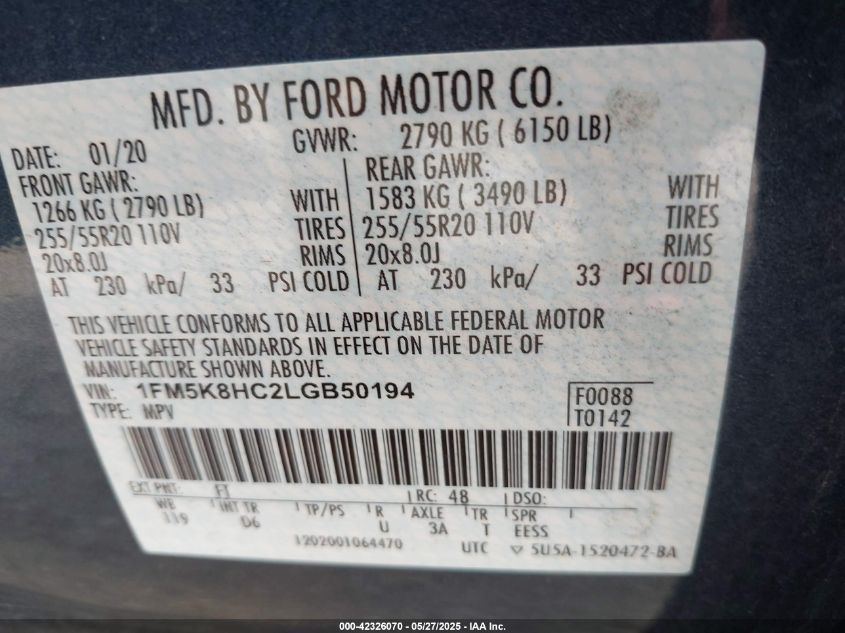 MFD. BY FORD MOTOR CO.
DATE: 01/20 GVWR: 2790 KG ( 6150 LB)
FRONT GAWR: REAR GAWR:
1266 KG ( 2790 LB) WITH 1583 KG ( 3490 LB) WITH
255/55R20 110V TIRES 255/55R20 110V TIRES
20x8.0J RIMS 20x8.0J RIMS
AT 230 kPa/ 33 PSI COLD AT 230 kPa/ 33 PSI COLD
THIS VEHICLE CONFORMS TO ALL APPLICABLE FEDERAL MOTOR
VEHICLE SAFETY STANDARDS IN EFFECT ON THE DATE OF
MANUFACTURE SHOWN ABOVE.
VIN: 1FM5K8HC2LGB50194 F0088
TYPE: MPV T0142
EXT PNT: FT RC: 48 DSO:
WB INT TR TP/PS R AXLE TR SPR
119 D6 U 3A T EESS
1202001064470 UTC ▽ 5U5A-1520472-BA
000-42326070 - 05/27/2025 - IAA Inc.